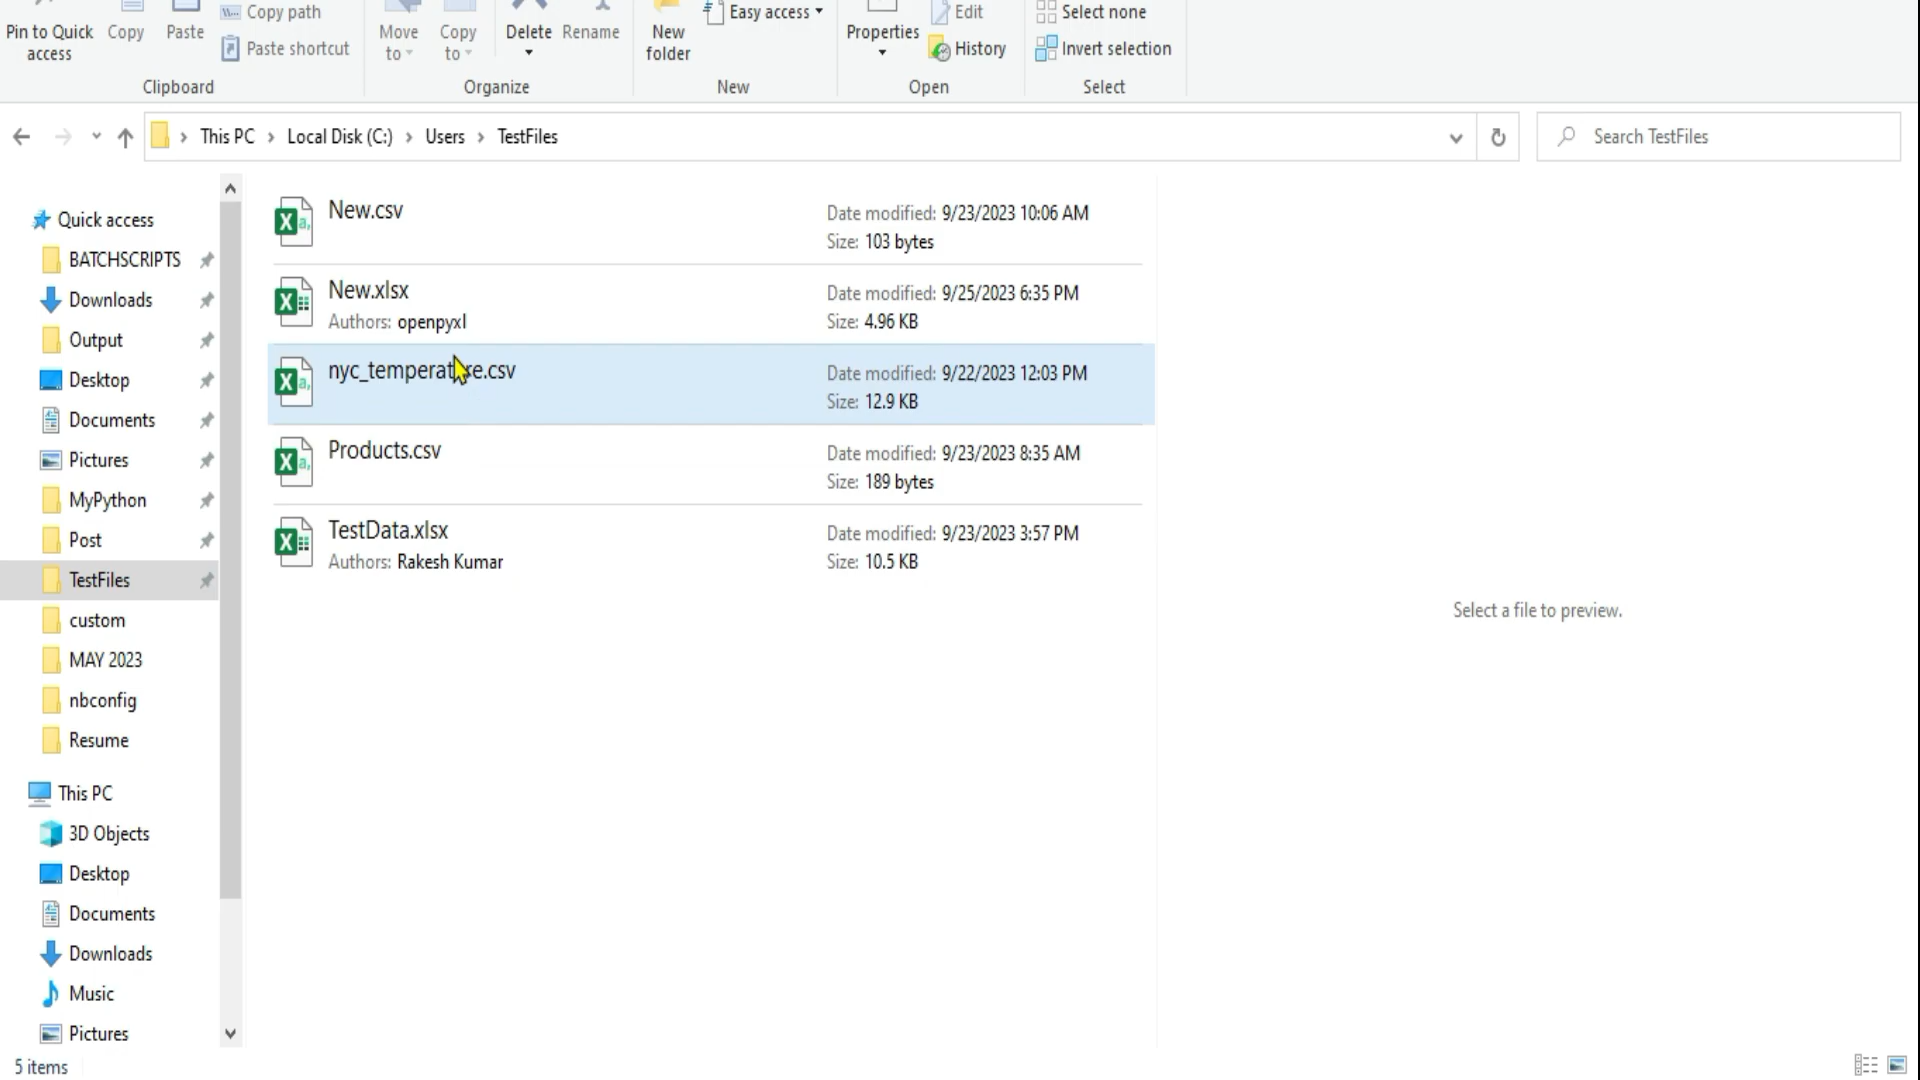 Copy path
Easy access
Edit
Select none
Pin to Quick access
Copy
Paste
Paste shortcut
Move to
Copy to
Delete
Rename
New folder
Properties
History
Invert selection
Clipboard
Organize
New
Open
Select
This PC
Local Disk (C:)
Users
TestFiles
Search TestFiles
Quick access
BATCHSCRIPTS
Downloads
Output
Desktop
Documents
Pictures
MyPython
Post
TestFiles
custom
MAY 2023
nbconfig
Resume
This PC
3D Objects
Desktop
Documents
Downloads
Music
Pictures
New.csv
Date modified: 9/23/2023 10:06 AM
Size: 103 bytes
New.xlsx
Date modified: 9/25/2023 6:35 PM
Authors: openpyxl
Size: 4.96 KB
nyc_temperature.csv
Date modified: 9/22/2023 12:03 PM
Size: 12.9 KB
Products.csv
Date modified: 9/23/2023 8:35 AM
Size: 189 bytes
TestData.xlsx
Date modified: 9/23/2023 3:57 PM
Authors: Rakesh Kumar
Size: 10.5 KB
Select a file to preview.
5 items